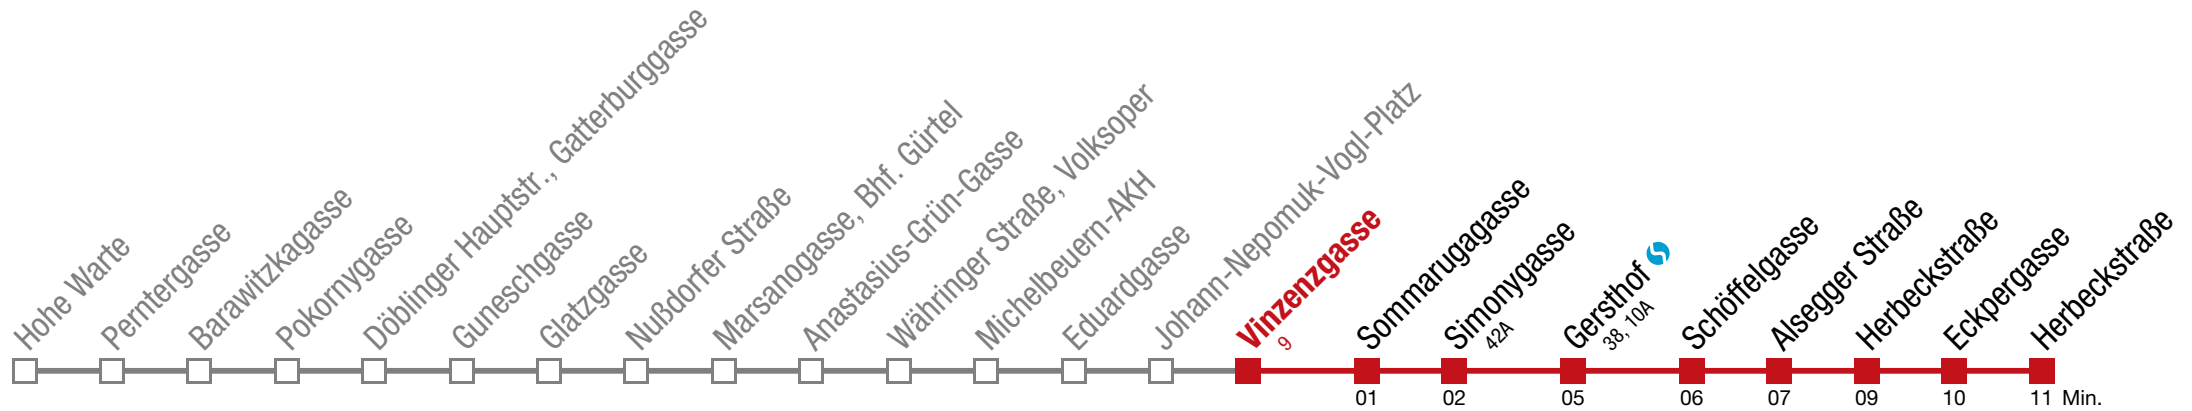 Hohe Warte
Perntergasse
Barawitzkagasse
Pokornygasse
Döblinger Hauptstr., Gatterburggasse
Guneschgasse
Glatzgasse
Nußdorfer Straße
Marsanogasse, Bhf. Gürtel
Anastasius-Grün-Gasse
Währinger Straße, Volksoper
Michelbeuern-AKH
Eduardgasse
Johann-Nepomuk-Vogl-Platz
Vinzenzgasse
9
Sommarugagasse
Simonygasse
42A
Gersthof
38, 10A
Schöffelgasse
Alsegger Straße
Herbeckstraße
Eckpergasse
Herbeckstraße
01 02 05 06 07 09 10 11 Min.